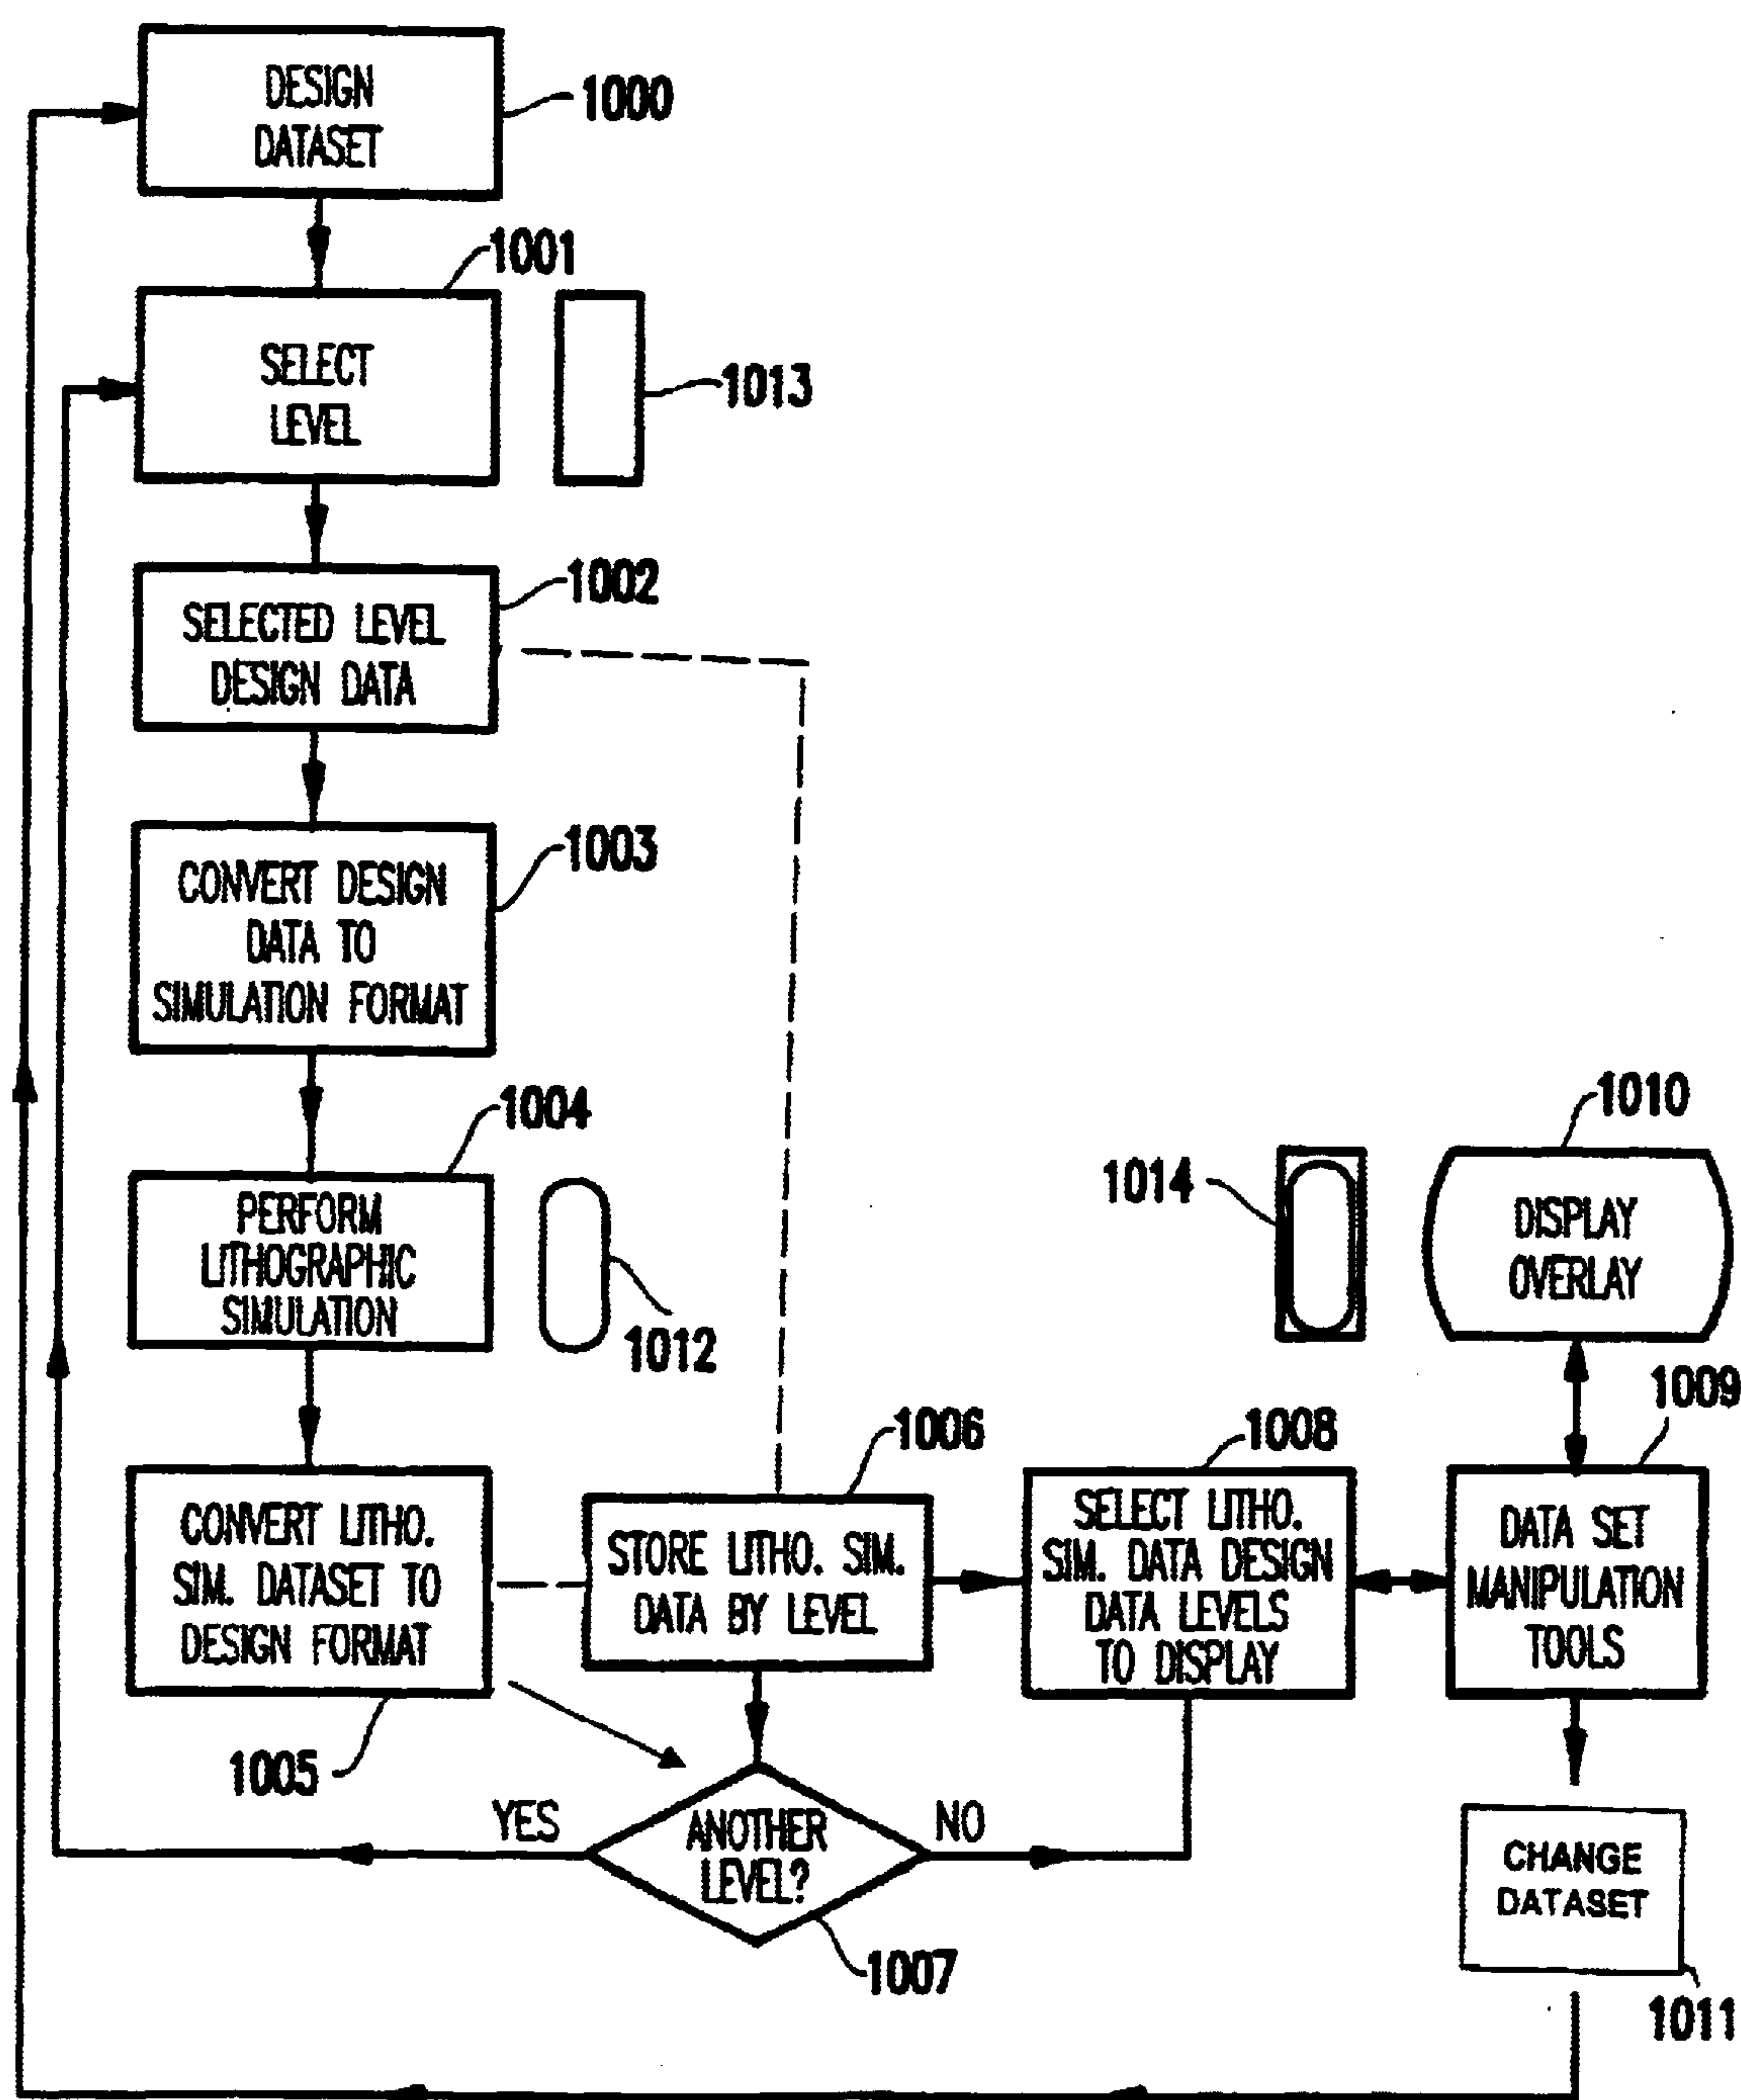 DESIGN
DATASET
1000
1001
SELECT
LEVEL
1013
1002
SELECTED LEVEL
DESIGN DATA
1003
CONVERT DESIGN
DATA TO
SIMULATION FORMAT
1004
PERFORM
LITHOGRAPHIC
SIMULATION
1012
1010
1014
DISPLAY
OVERLAY
1009
1006
1008
CONVERT LITHO.
SIM. DATASET TO
DESIGN FORMAT
1005
STORE LITHO. SIM.
DATA BY LEVEL
SELECT LITHO.
SIM. DATA DESIGN
DATA LEVELS
TO DISPLAY
DATA SET
MANIPULATION
TOOLS
YES
ANOTHER
LEVEL?
NO
1007
CHANGE
DATASET
1011